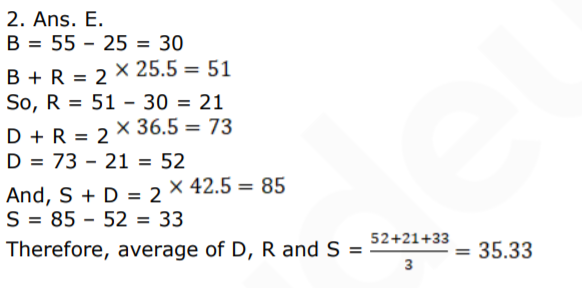 2. Ans. E.
B = 55 – 25 = 30
B + R = 2 × 25.5 = 51
So, R = 51 – 30 = 21
D + R = 2 × 36.5 = 73
D = 73 – 21 = 52
And, S + D = 2 × 42.5 = 85
S = 85 – 52 = 33
Therefore, average of D, R and S = \frac{52+21+33}{3} = 35.33